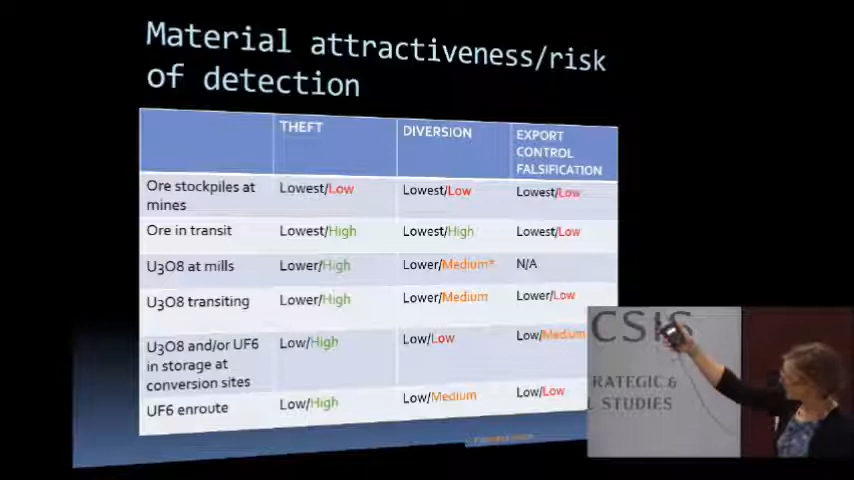 Material attractiveness/risk
of detection
THEFT DIVERSION EXPORT
CONTROL
FALSIFICATION
Ore stockpiles at
mines Lowest/Low Lowest/Low Lowest/Low
Ore in transit Lowest/High Lowest/High Lowest/Low
U3O8 at mills Lower/High Lower/Medium* N/A
U3O8 transiting Lower/High Lower/Medium Lower/Low
U3O8 and/or UF6
in storage at
conversion sites Low/High Low/Low Low/Medium
UF6 enroute Low/High Low/Medium Low/Low
CSIS
RATEGIC &
L STUDIES